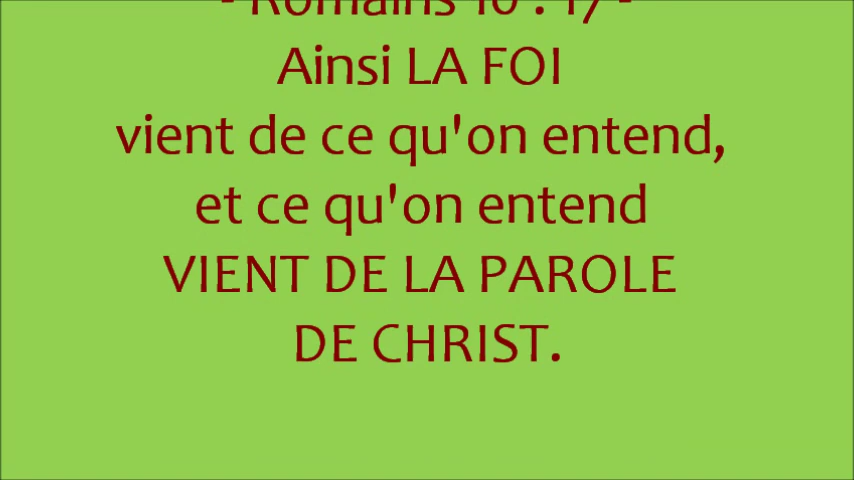 - Romains 10 : 17 -
Ainsi LA FOI
vient de ce qu'on entend,
et ce qu'on entend
VIENT DE LA PAROLE
DE CHRIST.